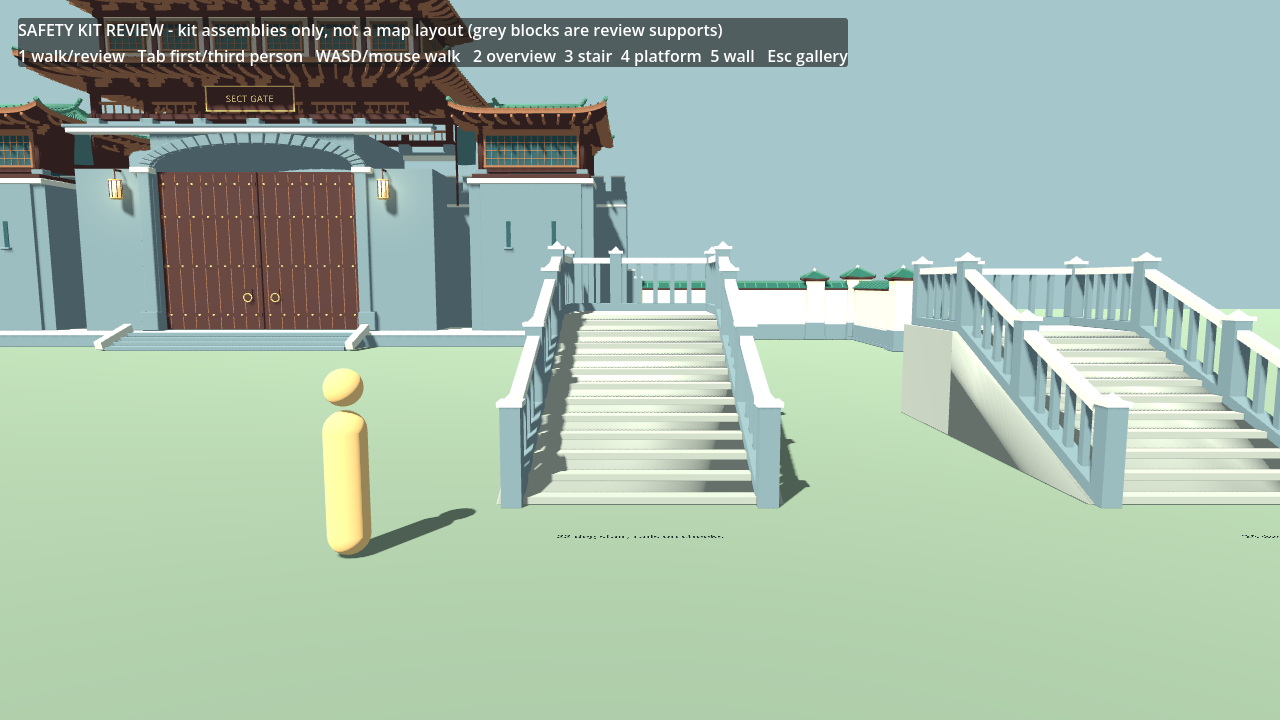 SAFETY KIT REVIEW - kit assemblies only, not a map layout (grey blocks are review supports)
1 walk/review   Tab first/third person   WASD/mouse walk   2 overview  3 stair  4 platform  5 wall   Esc gallery
SECT GATE